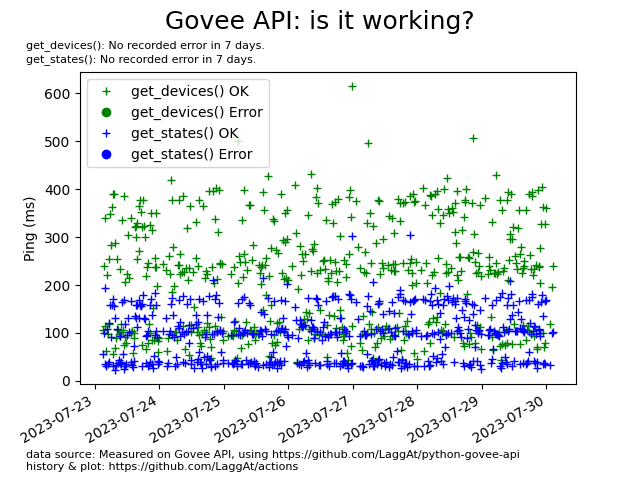 Govee API: is it working?
get_devices(): No recorded error in 7 days.
get_states(): No recorded error in 7 days.
get_devices() OK
get_devices() Error
get_states() OK
get_states() Error
Ping (ms)
600
500
400
300
200
100
0
2023-07-23
2023-07-24
2023-07-25
2023-07-26
2023-07-27
2023-07-28
2023-07-29
2023-07-30
data source: Measured on Govee API, using https://github.com/LaggAt/python-govee-api
history & plot: https://github.com/LaggAt/actions